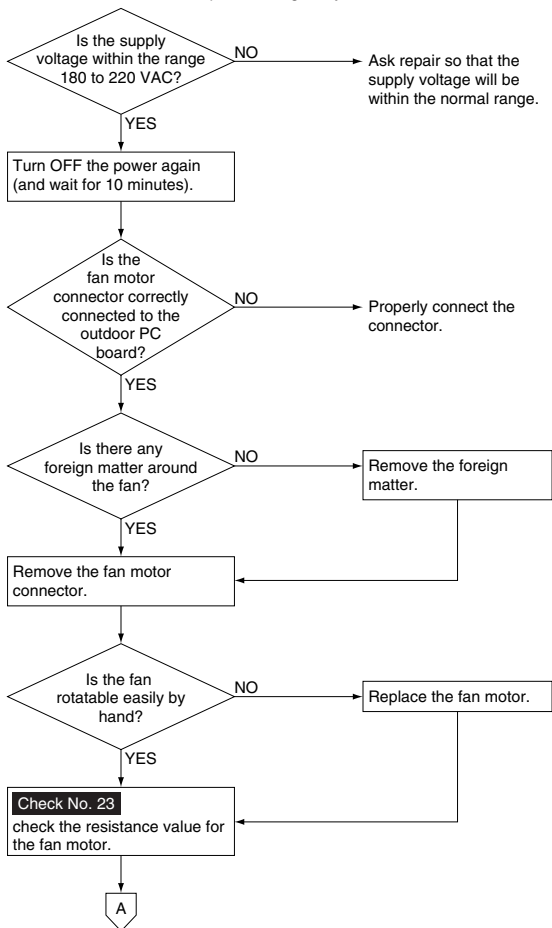 Is the supply
voltage within the range
180 to 220 VAC?
NO
Ask repair so that the
supply voltage will be
within the normal range.
YES
Turn OFF the power again
(and wait for 10 minutes).
Is the
fan motor
connector correctly
connected to the
outdoor PC
board?
NO
Properly connect the
connector.
YES
Is there any
foreign matter around
the fan?
NO
Remove the foreign
matter.
YES
Remove the fan motor
connector.
Is the fan
rotatable easily by
hand?
NO
Replace the fan motor.
YES
Check No. 23
check the resistance value for
the fan motor.
A